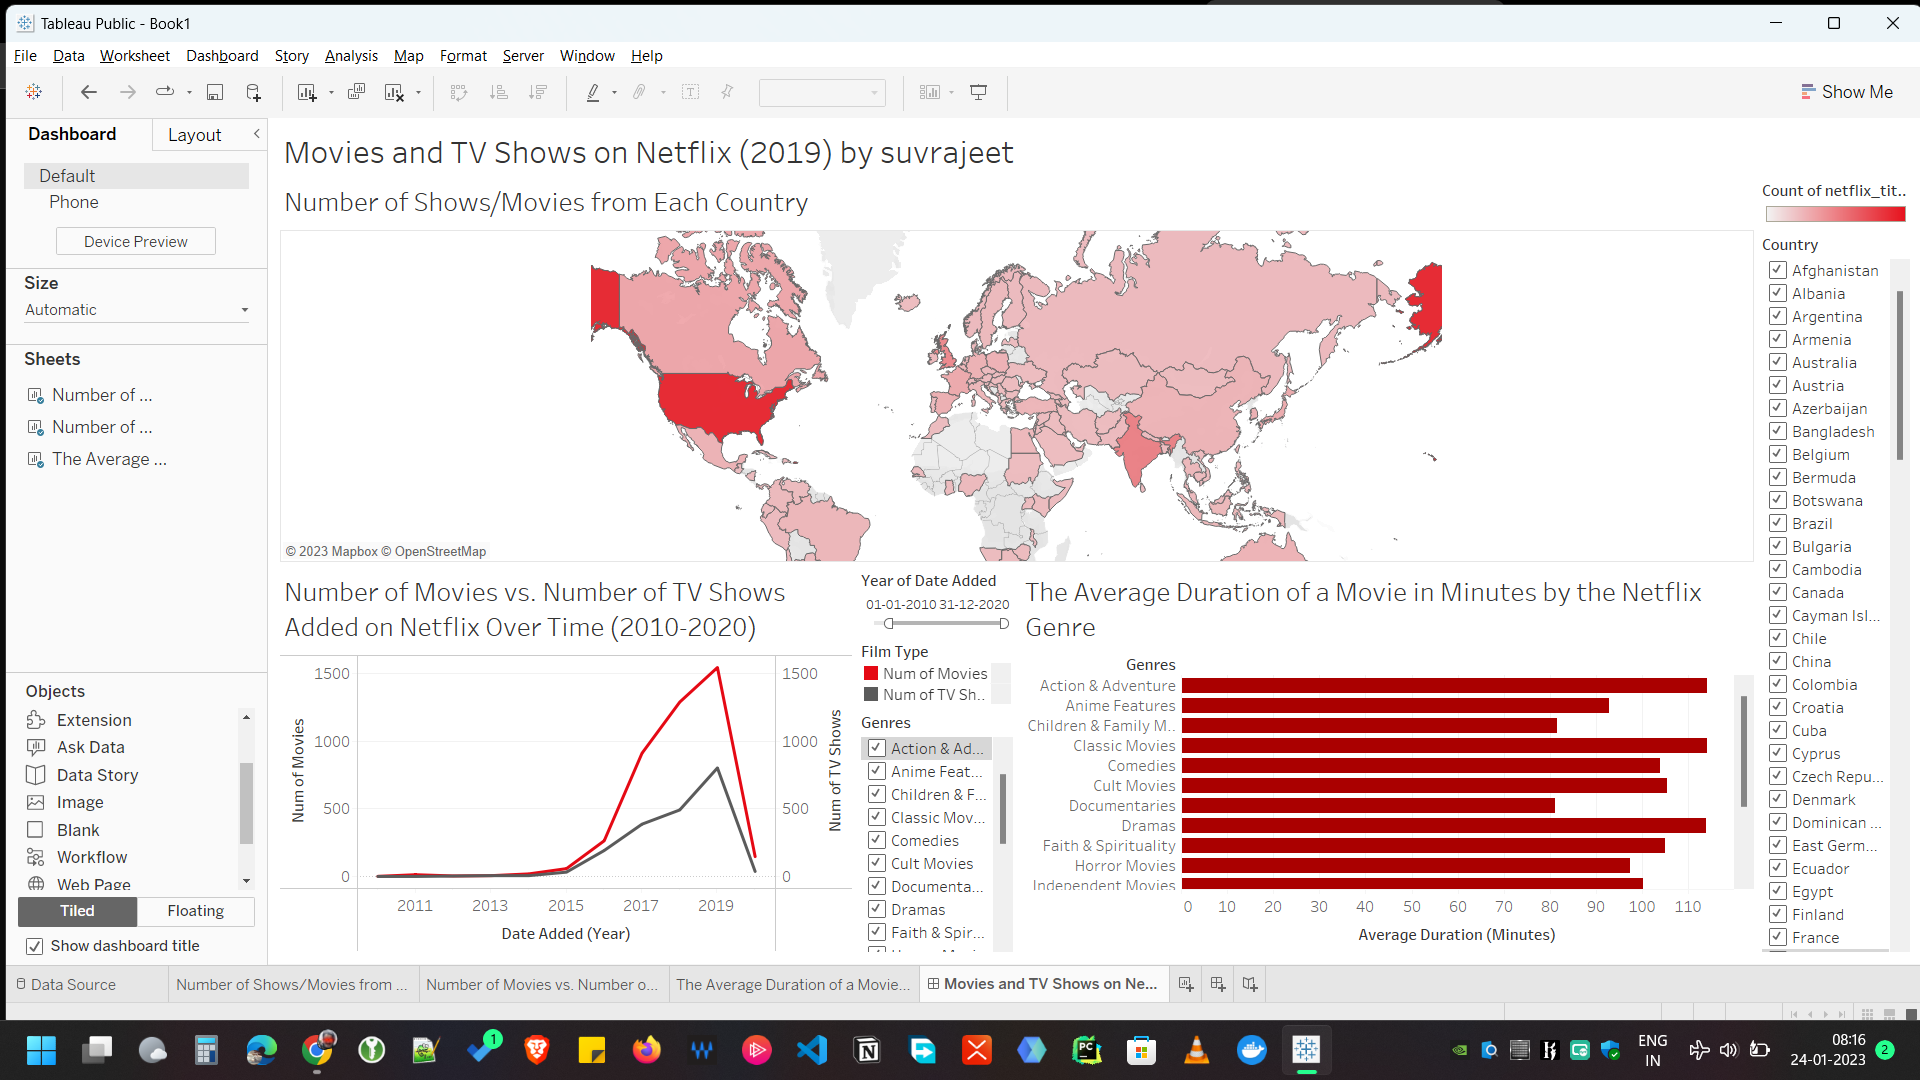 Tableau Public - Book1
File Data Worksheet Dashboard Story Analysis Map Format Server Window Help
Show Me
Dashboard
Layout
Default
Phone
Device Preview
Size
Automatic
Sheets
Number of ...
Number of ...
The Average ...
Objects
Extension
Ask Data
Data Story
Image
Blank
Workflow
Web Page
Tiled
Floating
Show dashboard title
Movies and TV Shows on Netflix (2019) by suvrajeet
Number of Shows/Movies from Each Country
© 2023 Mapbox © OpenStreetMap
Count of netflix_tit..
Country
Afghanistan
Albania
Argentina
Armenia
Australia
Austria
Azerbaijan
Bangladesh
Belgium
Bermuda
Botswana
Brazil
Bulgaria
Cambodia
Canada
Cayman Isl...
Chile
China
Colombia
Croatia
Cuba
Cyprus
Czech Repu...
Denmark
Dominican ...
East Germ...
Ecuador
Egypt
Finland
France
Number of Movies vs. Number of TV Shows
Added on Netflix Over Time (2010-2020)
1500
1000
500
0
Num of Movies
1500
1000
500
0
Num of TV Shows
2011 2013 2015 2017 2019
Date Added (Year)
Year of Date Added
01-01-2010 31-12-2020
Film Type
Num of Movies
Num of TV Sh..
Genres
Action & Ad...
Anime Feat...
Children & F...
Classic Mov...
Comedies
Cult Movies
Documenta...
Dramas
Faith & Spir...
The Average Duration of a Movie in Minutes by the Netflix
Genre
Genres
Action & Adventure
Anime Features
Children & Family M..
Classic Movies
Comedies
Cult Movies
Documentaries
Dramas
Faith & Spirituality
Horror Movies
Independent Movies
0 10 20 30 40 50 60 70 80 90 100 110
Average Duration (Minutes)
Data Source
Number of Shows/Movies from ...
Number of Movies vs. Number o...
The Average Duration of a Movie...
Movies and TV Shows on Ne...
1
PC
ENG
IN
08:16
24-01-2023
2